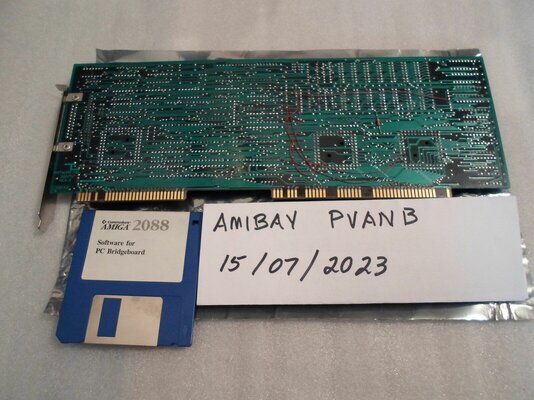 Commodore
AMIGA 2088
Software for
PC Bridgeboard
AMIBAY PVANB
15/07/2023